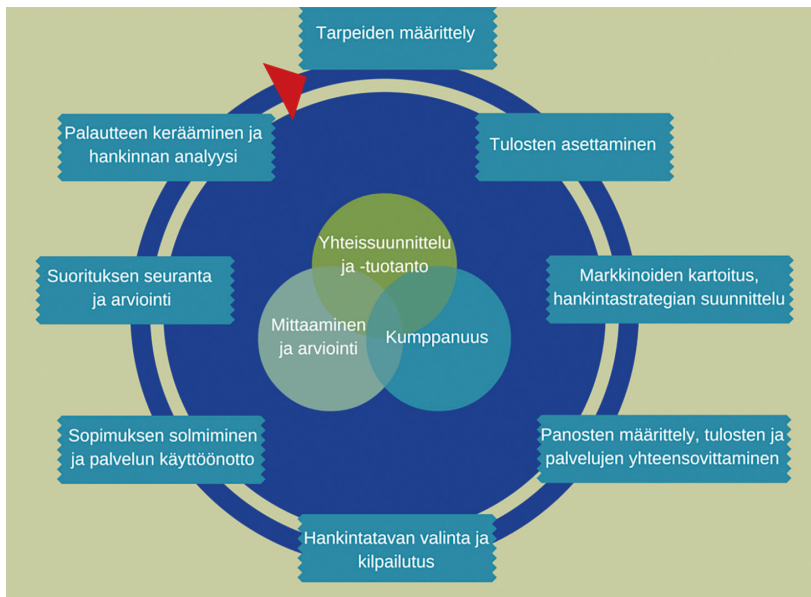 Tarpeiden määrittely
Palautteen kerääminen ja
hankinnan analyysi
Tulosten asettaminen
Yhteissuunnittelu
ja -tuotanto
Suorituksen seuranta
ja arviointi
Markkinoiden kartoitus,
hankintastrategian suunnittelu
Mittaaminen
ja arviointi
Kumppanuus
Sopimuksen solmiminen
ja palvelun käyttöönotto
Panosten määrittely, tulosten ja
palvelujen yhteensovittaminen
Hankintatavan valinta ja
kilpailutus